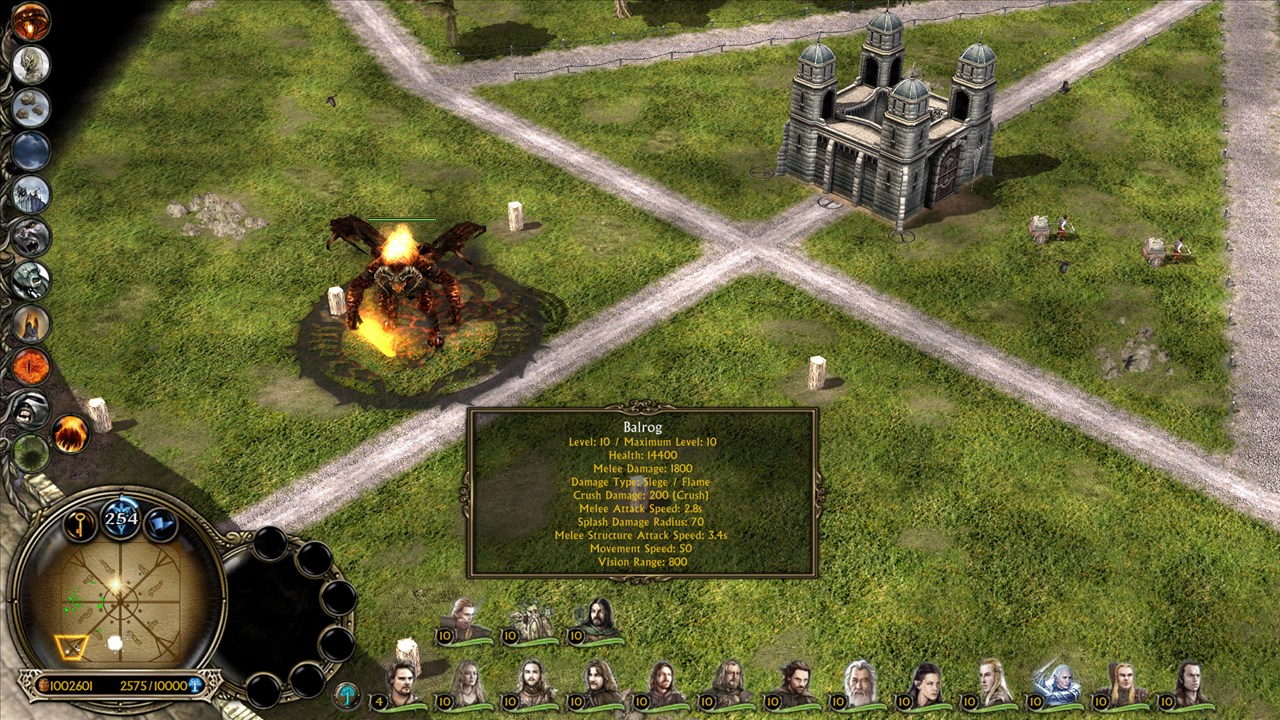 Balrog
Level: 10 / Maximum Level: 10
Health: 14400
Melee Damage: 1800
Damage Type: Siege / Flame
Crush Damage: 200 (Crush)
Melee Attack Speed: 2.8s
Splash Damage Radius: 70
Melee Structure Attack Speed: 3.4s
Movement Speed: 50
Vision Range: 800
254
10 10 10
1002601 2575/10000
4 10 10 10 10 10 10 10 10 10 10 10 10